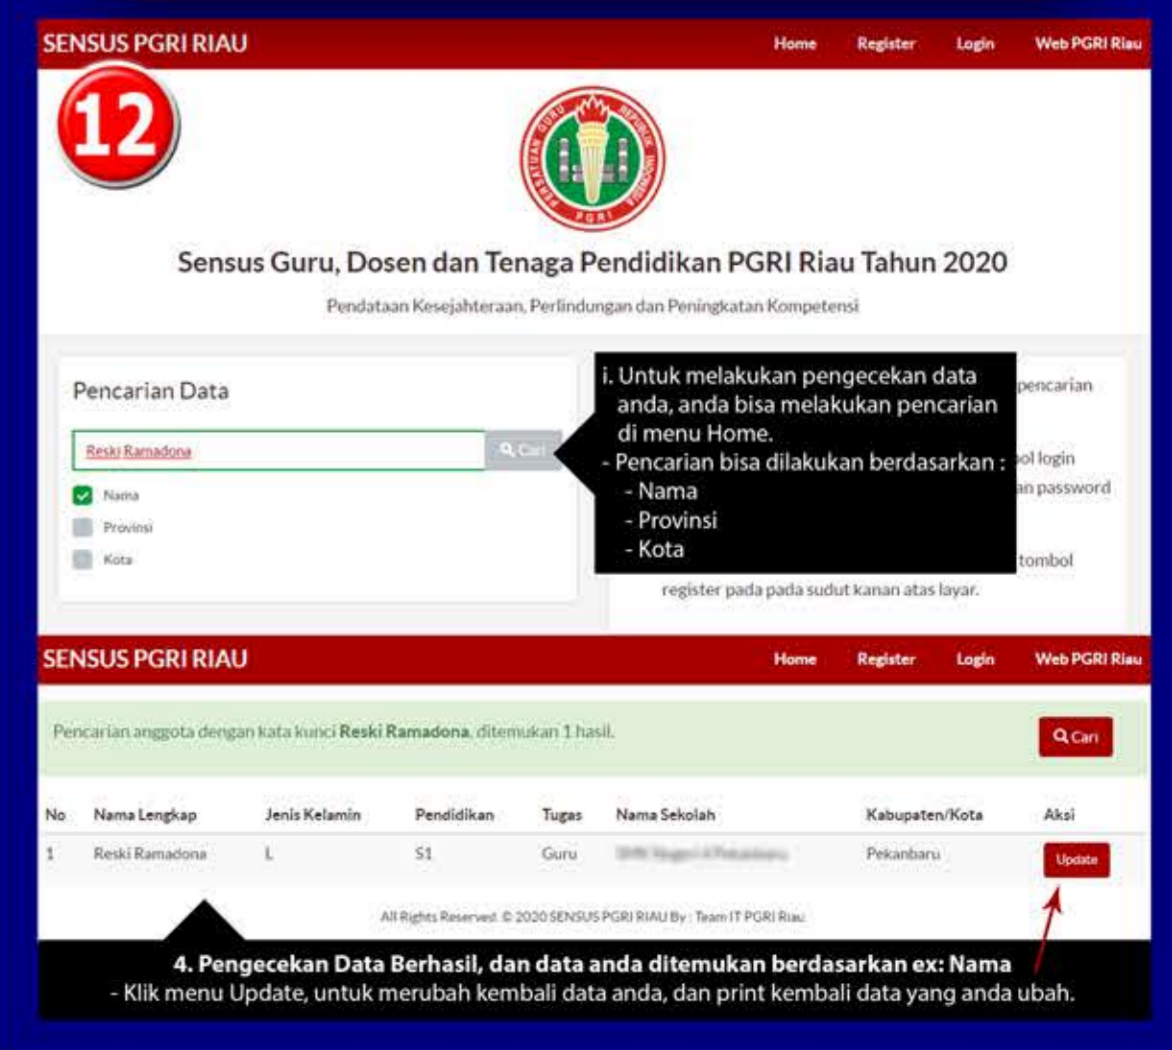 SENSUS PGRI RIAU
Home Register Login Web PGRI Riau
12
PERSATUAN GURU REPUBLIK INDONESIA
PGRI
Sensus Guru, Dosen dan Tenaga Pendidikan PGRI Riau Tahun 2020
Pendataan Kesejahteraan, Perlindungan dan Peningkatan Kompetensi
Pencarian Data
Reski Ramadona
Cari
Nama
Provinsi
Kota
i. Untuk melakukan pengecekan data
anda, anda bisa melakukan pencarian
di menu Home.
- Pencarian bisa dilakukan berdasarkan :
- Nama
- Provinsi
- Kota
pencarian
login
password
tombol
register pada pada sudut kanan atas layar.
SENSUS PGRI RIAU
Home Register Login Web PGRI Riau
Pencarian anggota dengan kata kunci Reski Ramadona, ditemukan 1 hasil.
Cari
No Nama Lengkap Jenis Kelamin Pendidikan Tugas Nama Sekolah Kabupaten/Kota Aksi
1 Reski Ramadona L S1 Guru Pekanbaru Update
All Rights Reserved. © 2020 SENSUS PGRI RIAU By : Team IT PGRI Riau.
4. Pengecekan Data Berhasil, dan data anda ditemukan berdasarkan ex: Nama
- Klik menu Update, untuk merubah kembali data anda, dan print kembali data yang anda ubah.